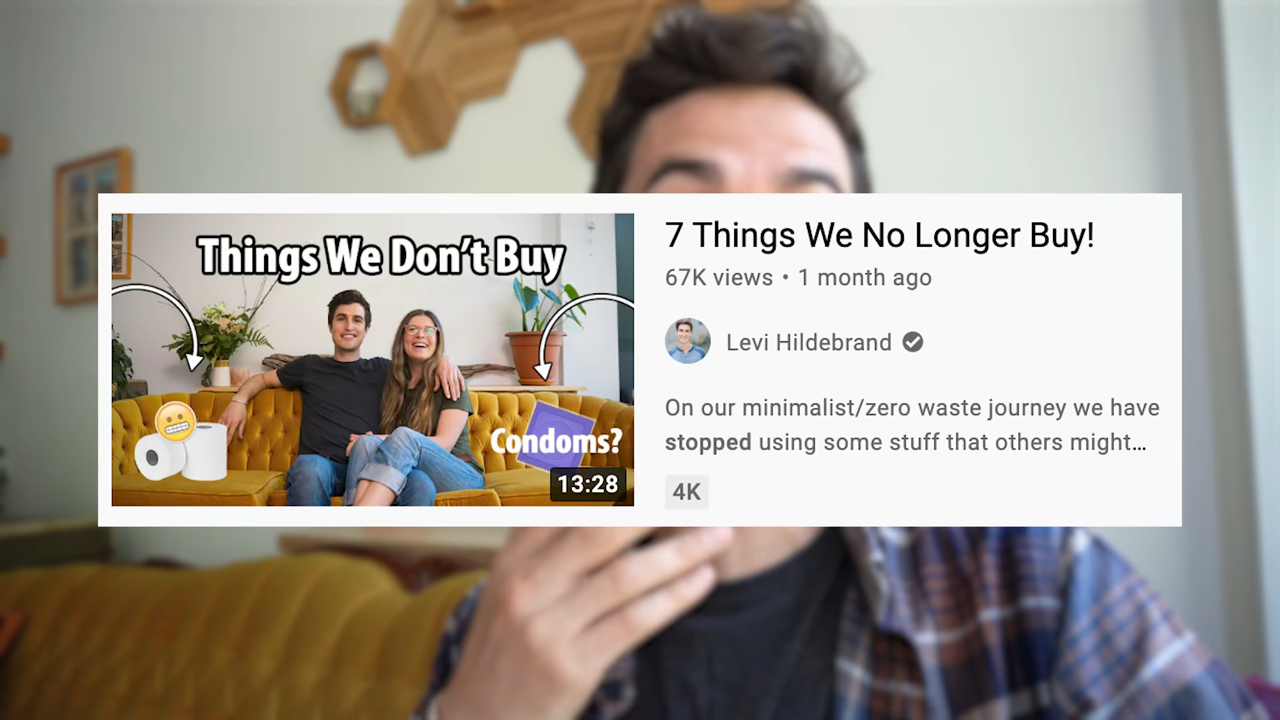 Things We Don't Buy
Condoms?
13:28
7 Things We No Longer Buy!
67K views • 1 month ago
Levi Hildebrand
On our minimalist/zero waste journey we have
stopped using some stuff that others might...
4K